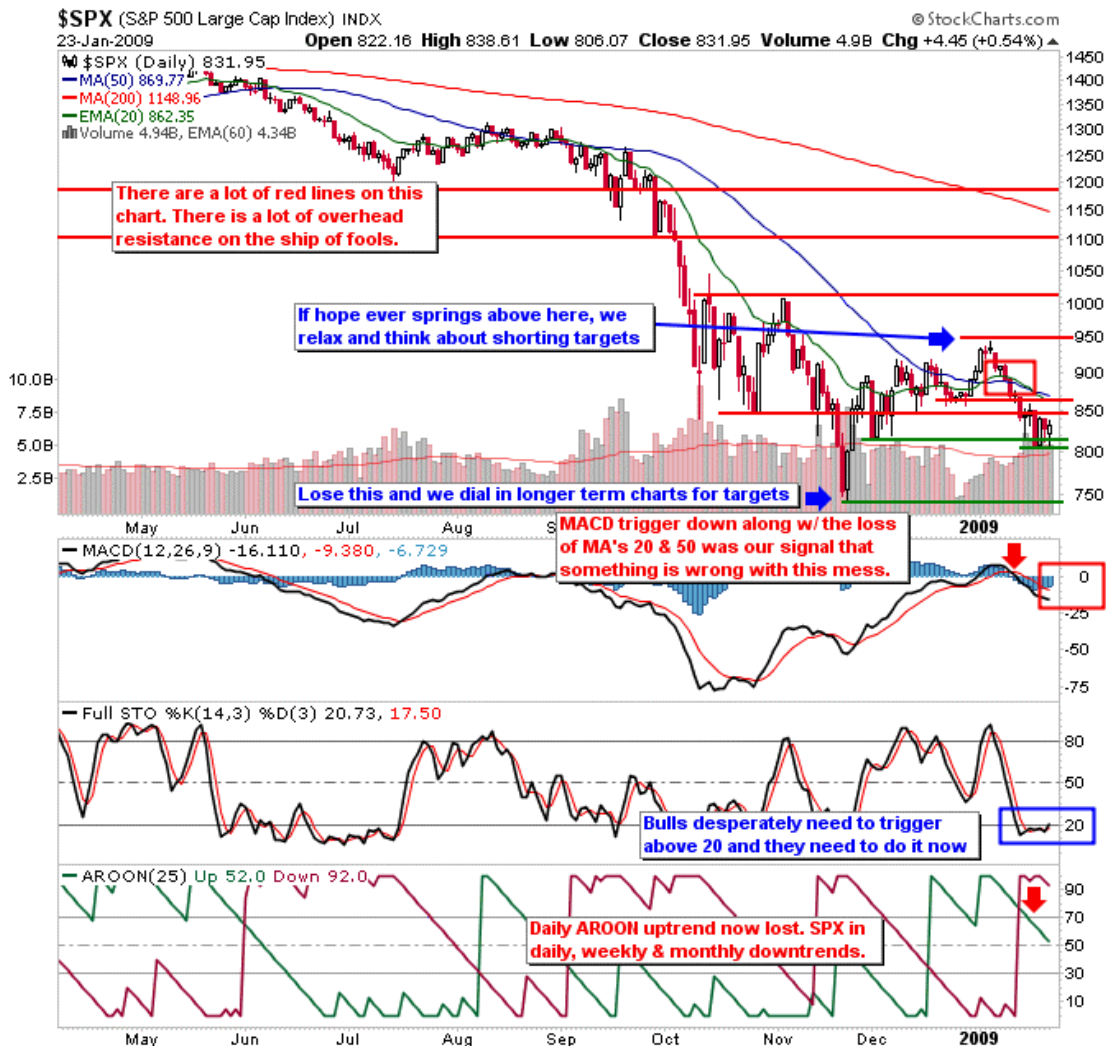 $SPX (S&P 500 Large Cap Index) INDX
© StockCharts.com
23-Jan-2009
Open 822.16 High 838.61 Low 806.07 Close 831.95 Volume 4.9B Chg +4.45 (+0.54%)
$SPX (Daily) 831.95
MA(50) 869.77
MA(200) 1148.96
EMA(20) 862.35
Volume 4.94B, EMA(60) 4.34B
1450
1400
1350
1300
1250
1200
1150
1100
1050
1000
950
900
850
800
750
10.0B
7.5B
5.0B
2.5B
There are a lot of red lines on this
chart. There is a lot of overhead
resistance on the ship of fools.
If hope ever springs above here, we
relax and think about shorting targets
Lose this and we dial in longer term charts for targets
May Jun Jul Aug S 2009
MACD trigger down along w/ the loss
of MA's 20 & 50 was our signal that
something is wrong with this mess.
MACD(12,26,9) -16.110, -9.380, -6.729
0
-25
-50
-75
Full STO %K(14,3) %D(3) 20.73, 17.50
80
50
20
Bulls desperately need to trigger
above 20 and they need to do it now
AROON(25) Up 52.0 Down 92.0
90
70
50
30
10
Daily AROON uptrend now lost. SPX in
daily, weekly & monthly downtrends.
May Jun Jul Aug Sep Oct Nov Dec 2009